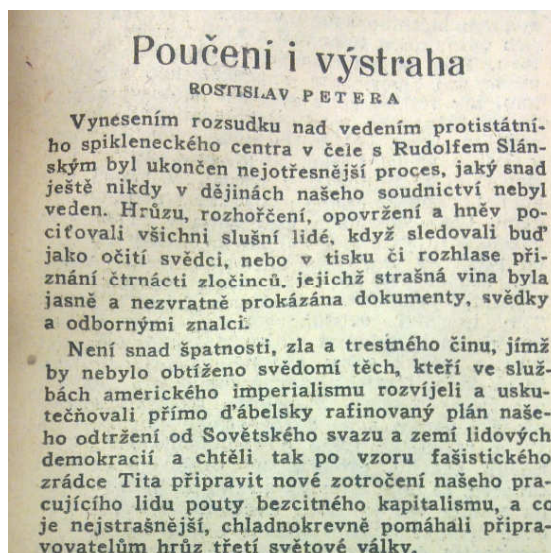 Poučení i výstraha
ROSTISLAV PETERA
Vynesením rozsudku nad vedením protistátní-
ho spikleneckého centra v čele s Rudolfem Slán-
ským byl ukončen nejotřesnější proces, jaký snad
ještě nikdy v dějinách našeho soudnictví nebyl
veden. Hrůzu, rozhořčení, opovržení a hněv po-
ciťovali všichni slušní lidé, když sledovali buď
jako očití svědci, nebo v tisku či rozhlase při-
znání čtrnácti zločinců, jejichž strašná vina byla
jasně a nezvratně prokázána dokumenty, svědky
a odbornými znalci.
Není snad špatnosti, zla a trestného činu, jímž
by nebylo obtíženo svědomí těch, kteří ve služ-
bách amerického imperialismu rozvíjeli a usku-
tečňovali přímo ďábelsky rafinovaný plán naše-
ho odtržení od Sovětského svazu a zemí lidových
demokracií a chtěli tak po vzoru fašistického
zrádce Tita připravit nové zotročení našeho pra-
cujícího lidu pouty bezcitného kapitalismu, a co
je nejstrašnější, chladnokrevně pomáhali připra-
vovatelům hrůz třetí světové války.